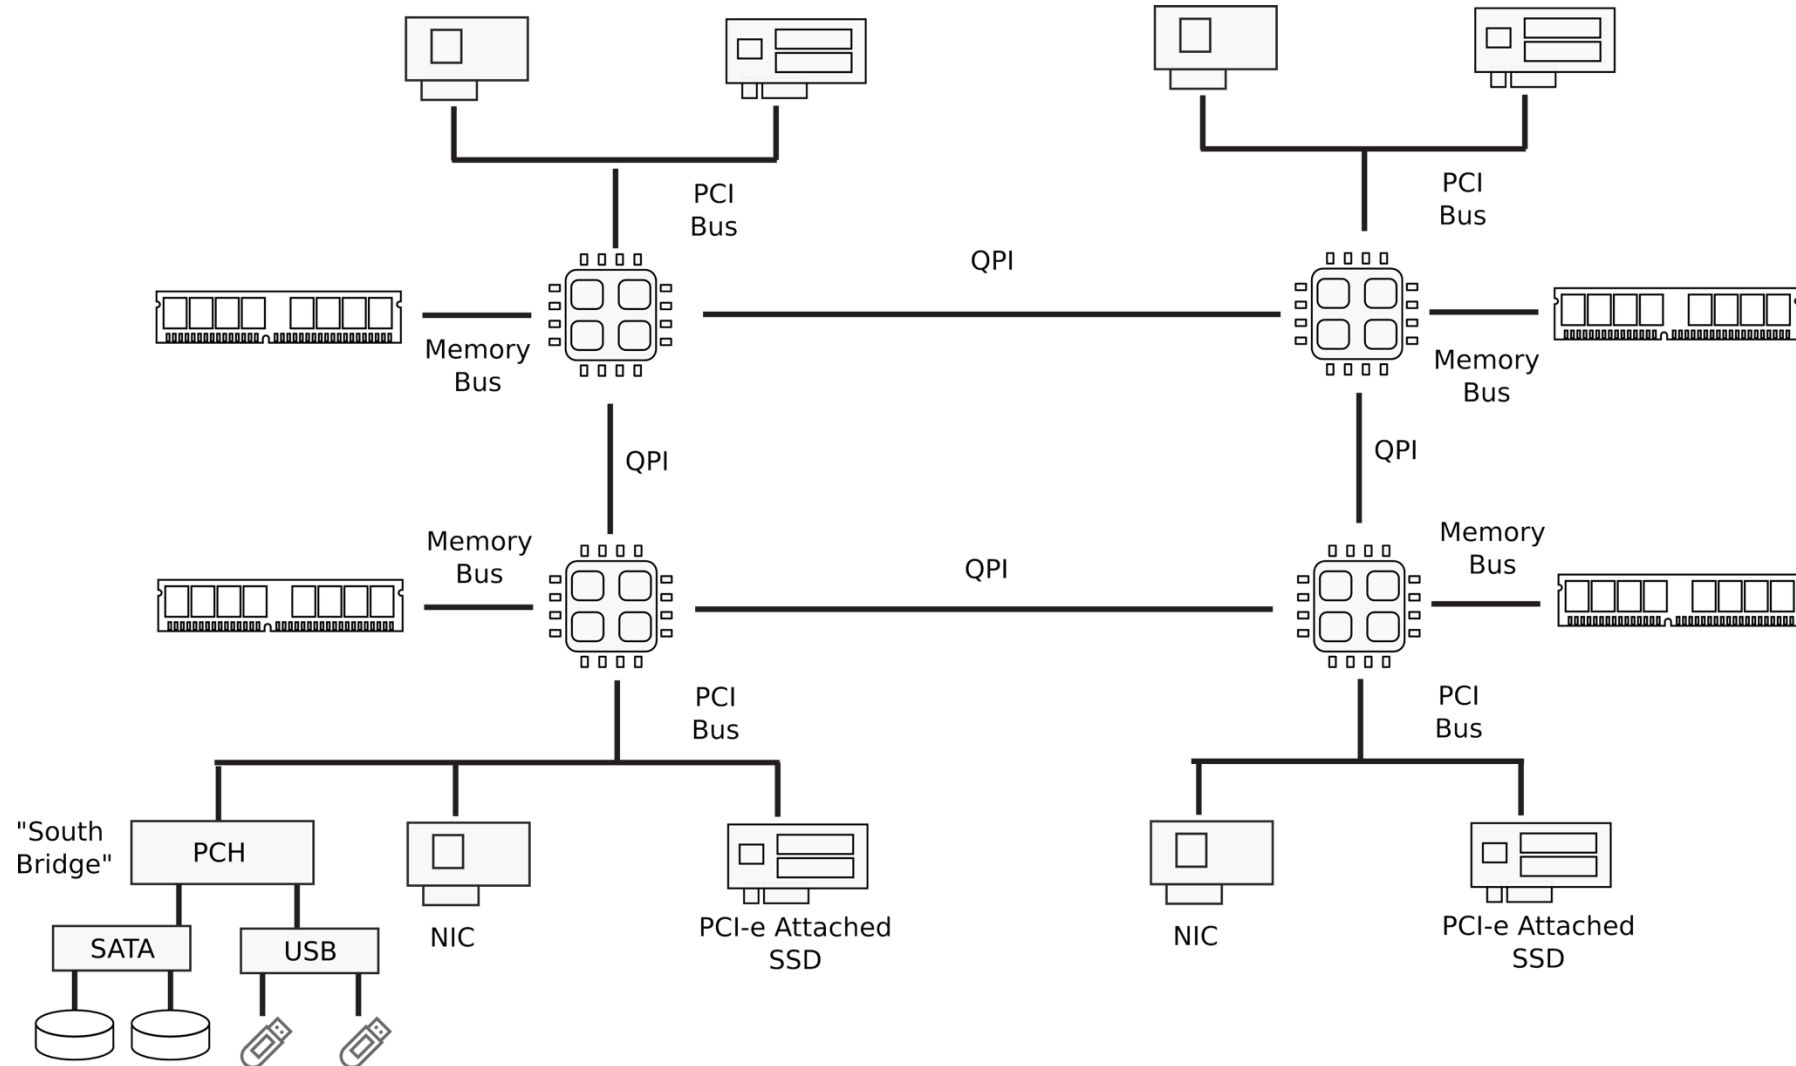 PCI
Bus
PCI
Bus
QPI
Memory
Bus
Memory
Bus
QPI
QPI
Memory
Bus
Memory
Bus
QPI
PCI
Bus
PCI
Bus
"South
Bridge"
PCH
SATA
USB
NIC
PCI-e Attached
SSD
NIC
PCI-e Attached
SSD